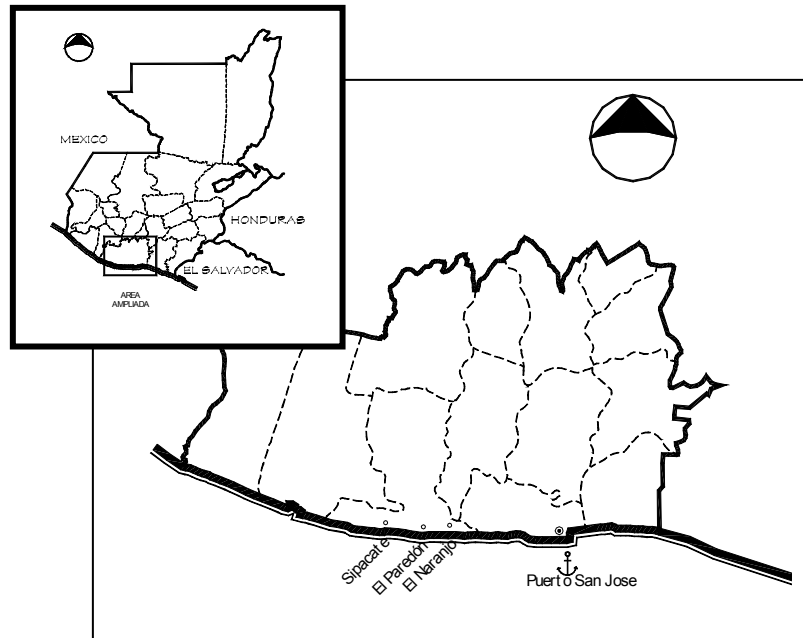 MEXICO
HONDURAS
EL SALVADOR
AREA
AMPLIADA
Sipacate
El Paredón
El Naranjo
Puerto San Jose